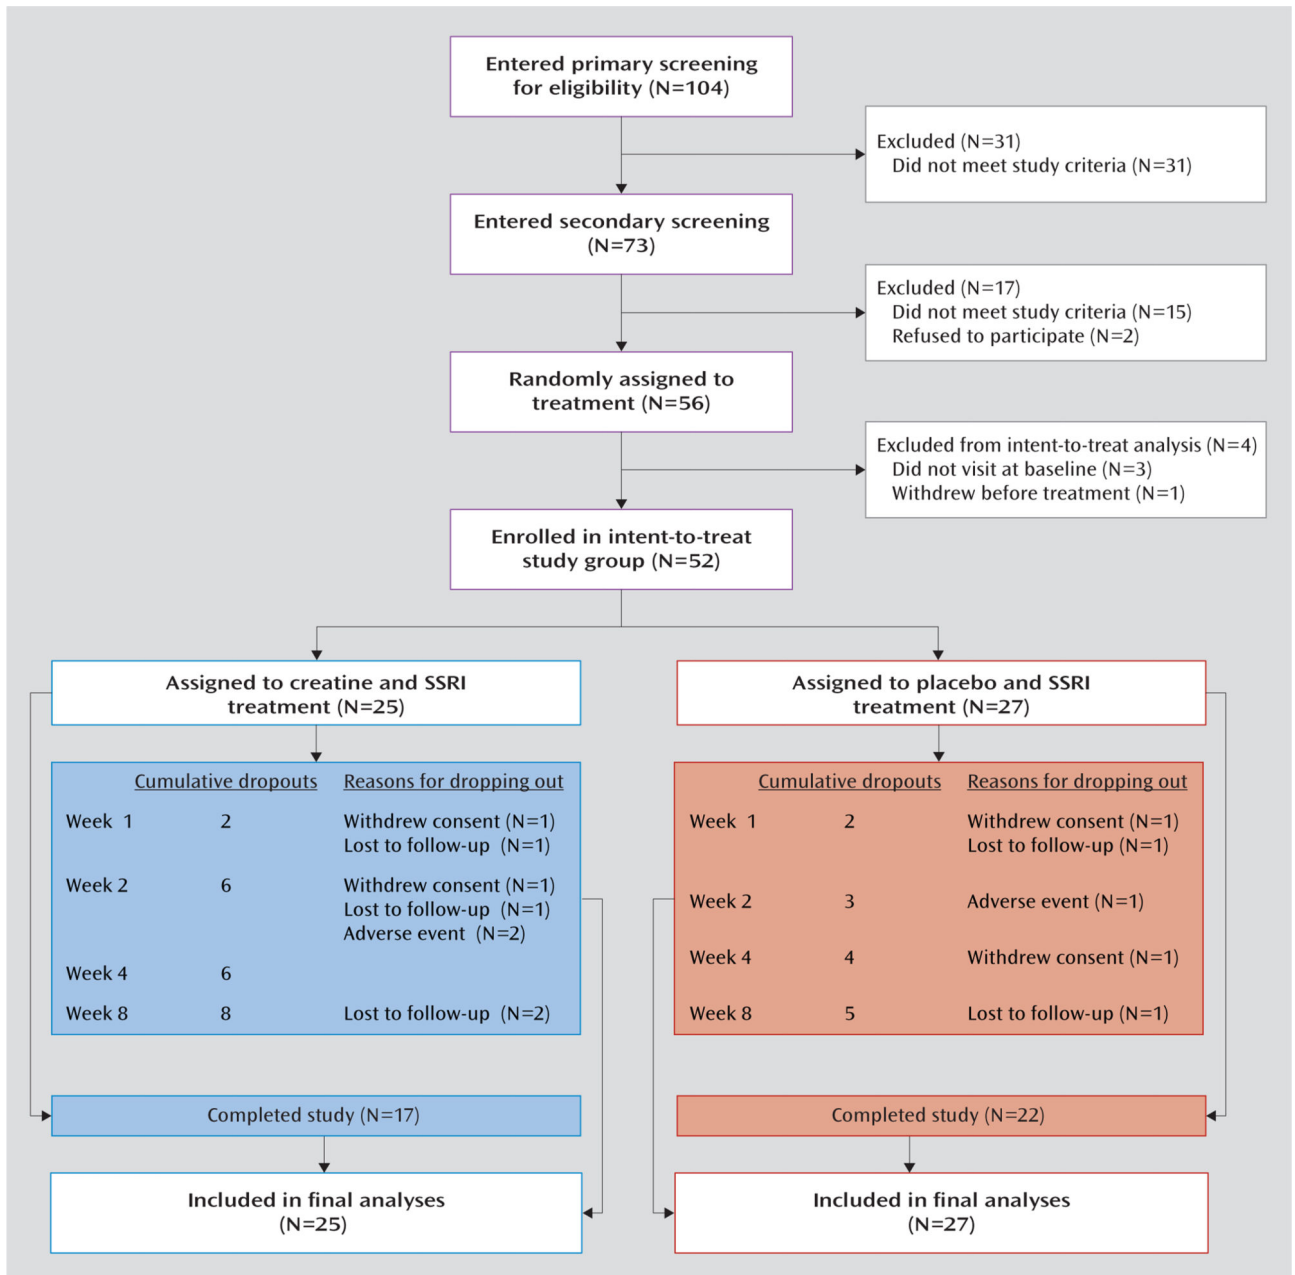 Entered primary screening
for eligibility (N=104)
Excluded (N=31)
Did not meet study criteria (N=31)
Entered secondary screening
(N=73)
Excluded (N=17)
Did not meet study criteria (N=15)
Refused to participate (N=2)
Randomly assigned to
treatment (N=56)
Excluded from intent-to-treat analysis (N=4)
Did not visit at baseline (N=3)
Withdrew before treatment (N=1)
Enrolled in intent-to-treat
study group (N=52)
Assigned to creatine and SSRI
treatment (N=25)
Cumulative dropouts Reasons for dropping out
Week 1 2 Withdrew consent (N=1)
Lost to follow-up (N=1)
Week 2 6 Withdrew consent (N=1)
Lost to follow-up (N=1)
Adverse event (N=2)
Week 4 6
Week 8 8 Lost to follow-up (N=2)
Completed study (N=17)
Included in final analyses
(N=25)
Assigned to placebo and SSRI
treatment (N=27)
Cumulative dropouts Reasons for dropping out
Week 1 2 Withdrew consent (N=1)
Lost to follow-up (N=1)
Week 2 3 Adverse event (N=1)
Week 4 4 Withdrew consent (N=1)
Week 8 5 Lost to follow-up (N=1)
Completed study (N=22)
Included in final analyses
(N=27)